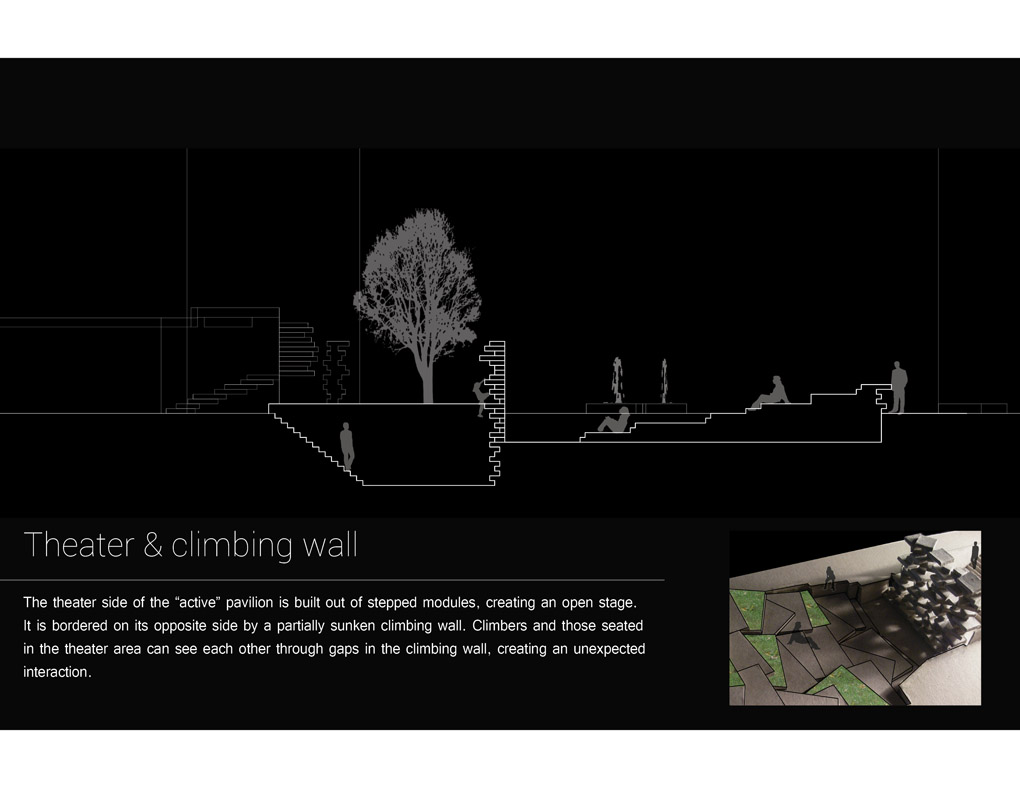 Theater & climbing wall
The theater side of the “active” pavilion is built out of stepped modules, creating an open stage.
It is bordered on its opposite side by a partially sunken climbing wall. Climbers and those seated
in the theater area can see each other through gaps in the climbing wall, creating an unexpected
interaction.